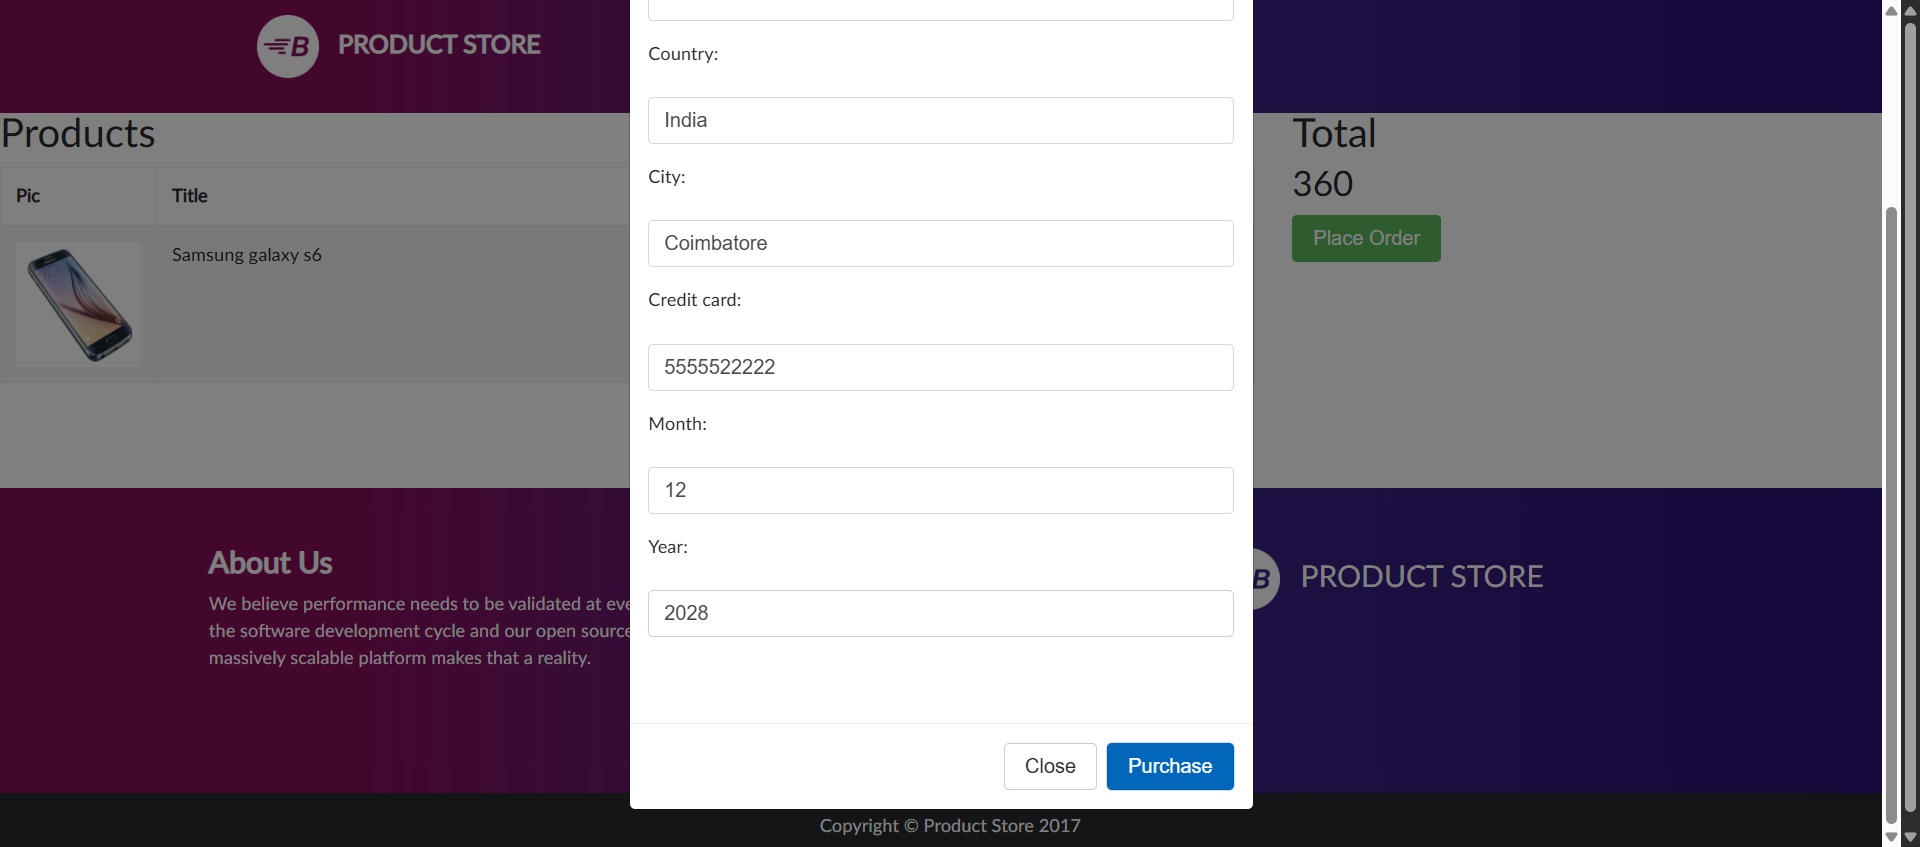 B PRODUCT STORE
Products
Pic Title
Samsung galaxy s6
Country:
India
City:
Coimbatore
Credit card:
5555522222
Month:
12
Year:
2028
Close Purchase
Total
360
Place Order
About Us
We believe performance needs to be validated at eve
the software development cycle and our open source
massively scalable platform makes that a reality.
B PRODUCT STORE
Copyright © Product Store 2017